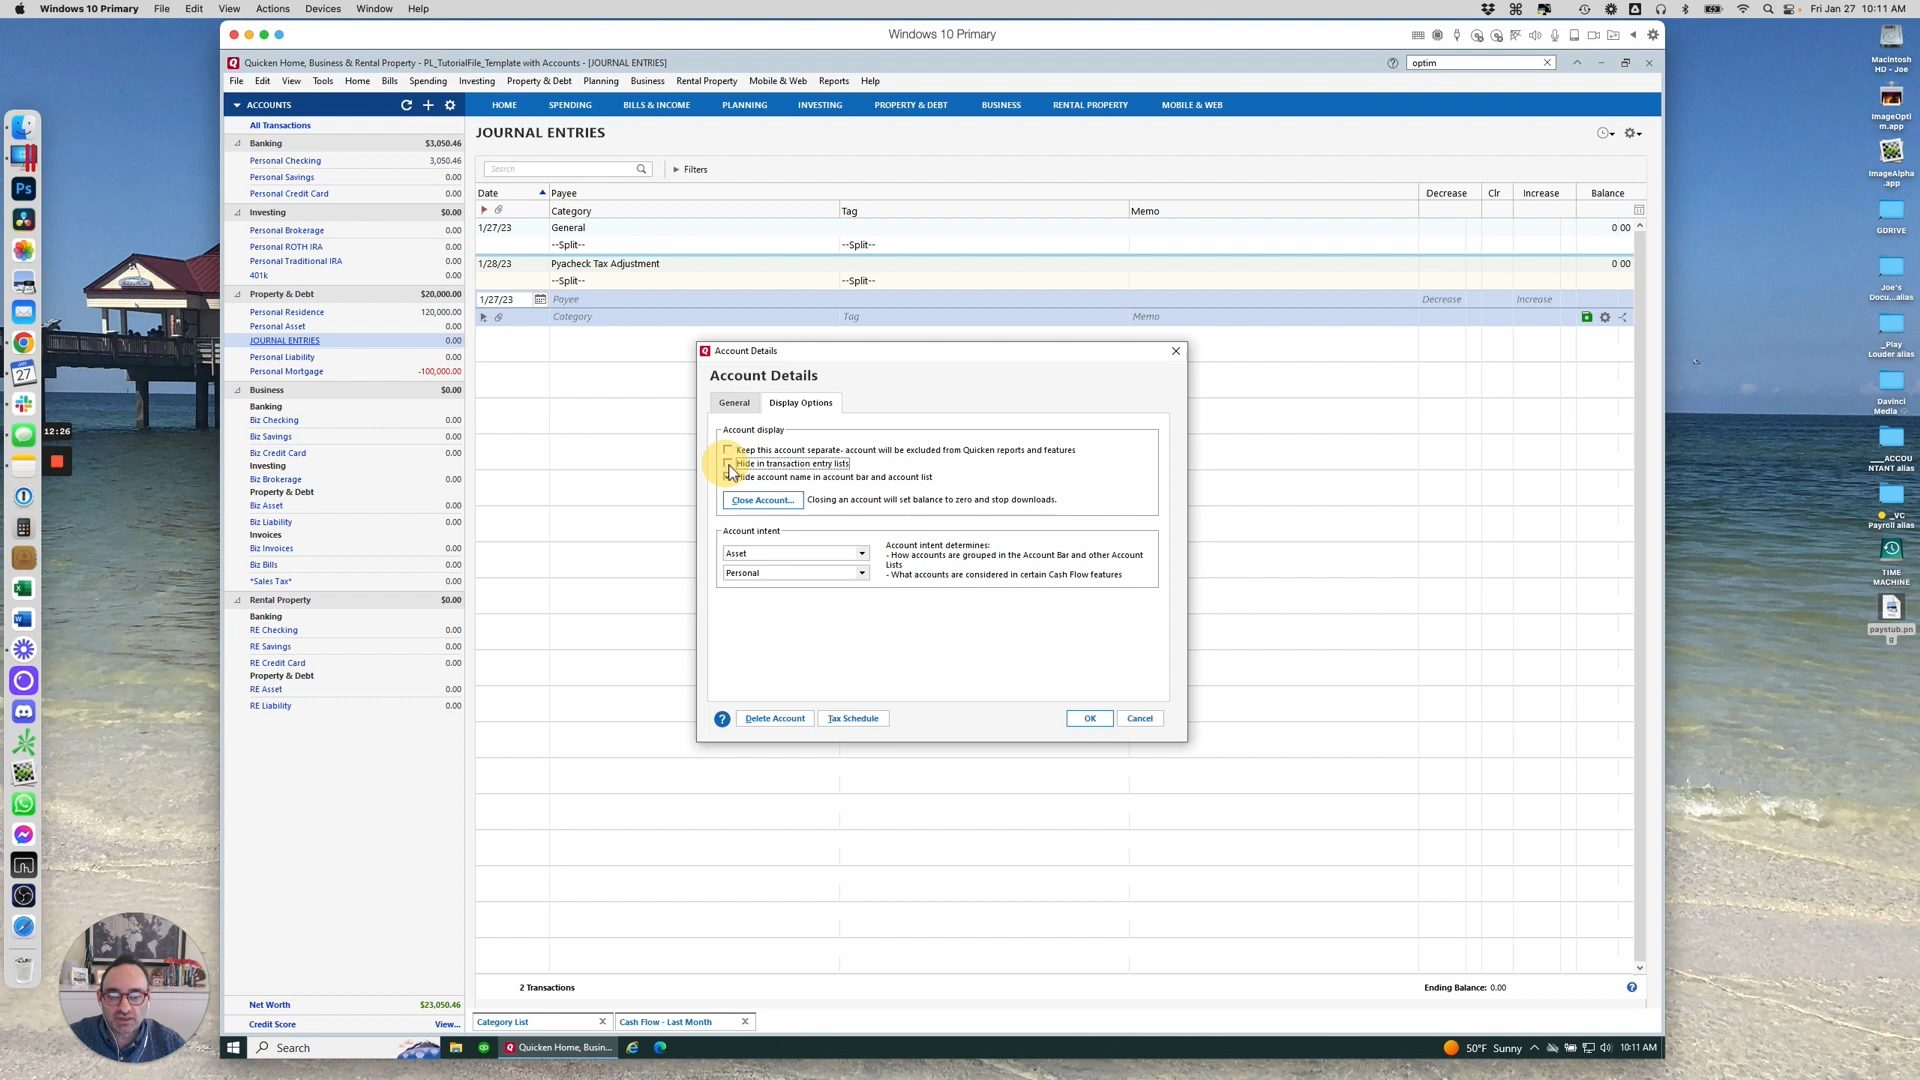 Windows 10 Primary File Edit View Actions Devices Window Help
Fri Jan 27 10:11 AM
Windows 10 Primary
Quicken Home, Business & Rental Property - PL_TutorialFile_Template with Accounts - [JOURNAL ENTRIES]
optim
File Edit View Tools Home Bills Spending Investing Property & Debt Planning Business Rental Property Mobile & Web Reports Help
ACCOUNTS
HOME SPENDING BILLS & INCOME PLANNING INVESTING PROPERTY & DEBT BUSINESS RENTAL PROPERTY MOBILE & WEB
All Transactions
Banking $3,050.46
Personal Checking 3,050.46
Personal Savings 0.00
Personal Credit Card 0.00
Investing $0.00
Personal Brokerage 0.00
Personal ROTH IRA 0.00
Personal Traditional IRA 0.00
401k 0.00
Property & Debt $20,000.00
Personal Residence 120,000.00
Personal Asset 0.00
JOURNAL ENTRIES 0.00
Personal Liability 0.00
Personal Mortgage -100,000.00
Business $0.00
Banking
Biz Checking 0.00
Biz Savings 0.00
Biz Credit Card 0.00
Investing
Biz Brokerage 0.00
Property & Debt
Biz Asset 0.00
Biz Liability 0.00
Invoices
Biz Invoices 0.00
Biz Bills 0.00
*Sales Tax* 0.00
Rental Property $0.00
Banking
RE Checking 0.00
RE Savings 0.00
RE Credit Card 0.00
Property & Debt
RE Asset 0.00
RE Liability 0.00
Net Worth $23,050.46
Credit Score View...
JOURNAL ENTRIES
Search
Filters
Date Payee Decrease Clr Increase Balance
Category Tag Memo
1/27/23 General 0 00
--Split-- --Split--
1/28/23 Pyacheck Tax Adjustment 0 00
--Split-- --Split--
1/27/23 Payee Decrease Increase
Category Tag Memo
Account Details
Account Details
General Display Options
Account display
Keep this account separate- account will be excluded from Quicken reports and features
Hide in transaction entry lists
Hide account name in account bar and account list
Close Account... Closing an account will set balance to zero and stop downloads.
Account intent
Asset
Personal
Account intent determines:
- How accounts are grouped in the Account Bar and other Account
Lists
- What accounts are considered in certain Cash Flow features
? Delete Account Tax Schedule OK Cancel
2 Transactions
Ending Balance: 0.00
Category List
Cash Flow - Last Month
Search
Quicken Home, Busin...
50°F Sunny
10:11 AM
Ps
JAN
27
12:26
Macintosh
HD - Joe
ImageOpti
m.app
ImageAlpha
.app
GDRIVE
Joe's
Docu...alias
_Play
Louder alias
Davinci
Media
___ACCOU
NTANT alias
_VC
Payroll alias
TIME
MACHINE
paystub.pn
g